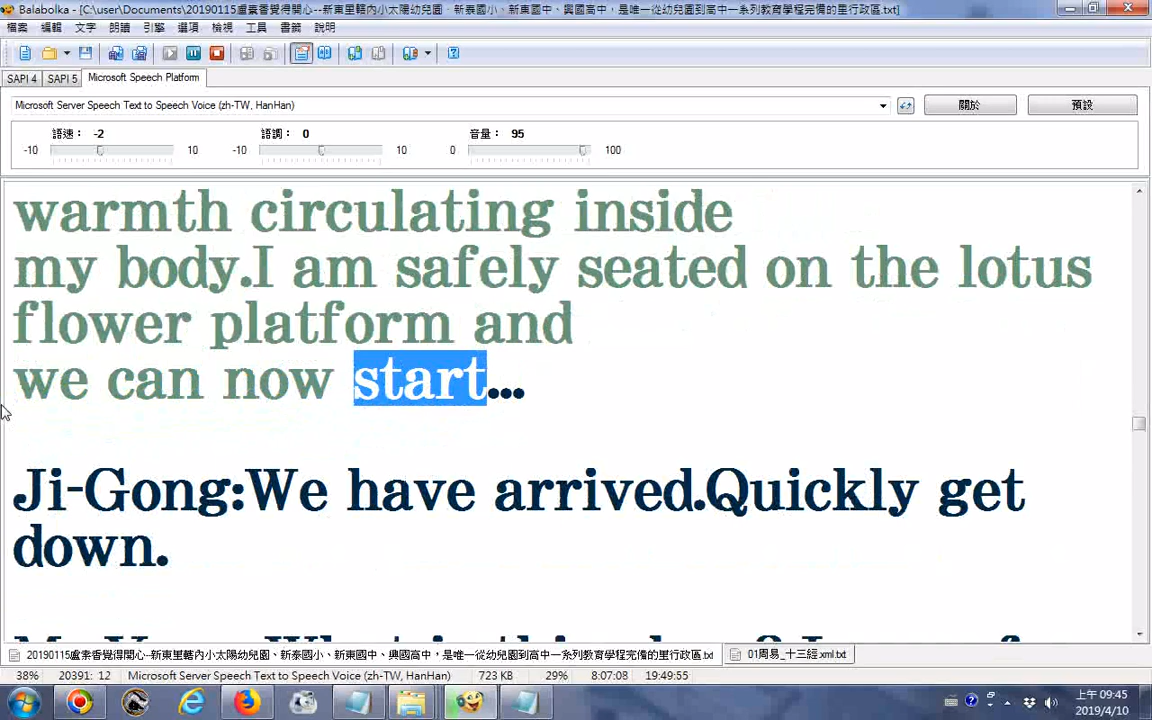 Balabolka - [C:\user\Documents\20190115盧素香覺得開心--新東里轄內小太陽幼兒園、新泰國小、新東國中、興國高中，是唯一從幼兒園到高中一系列教育學程完備的里行政區.txt]
檔案 編輯 文字 朗讀 引擎 選項 檢視 工具 書籤 說明
SAPI 4 SAPI 5 Microsoft Speech Platform
Microsoft Server Speech Text to Speech Voice (zh-TW, HanHan) 關於 預設
語速： -2 語調： 0 音量： 95
-10 10 -10 10 0 100
warmth circulating inside
my body.I am safely seated on the lotus
flower platform and
we can now start...
Ji-Gong:We have arrived.Quickly get
down.
20190115盧素香覺得開心--新東里轄內小太陽幼兒園、新泰國小、新東國中、興國高中，是唯一從幼兒園到高中一系列教育學程完備的里行政區.txt 01周易_十三經.xml.txt
38% 20391: 12 Microsoft Server Speech Text to Speech Voice (zh-TW, HanHan) 723 KB 29% 8:07:08 19:49:55
上午 09:45
2019/4/10